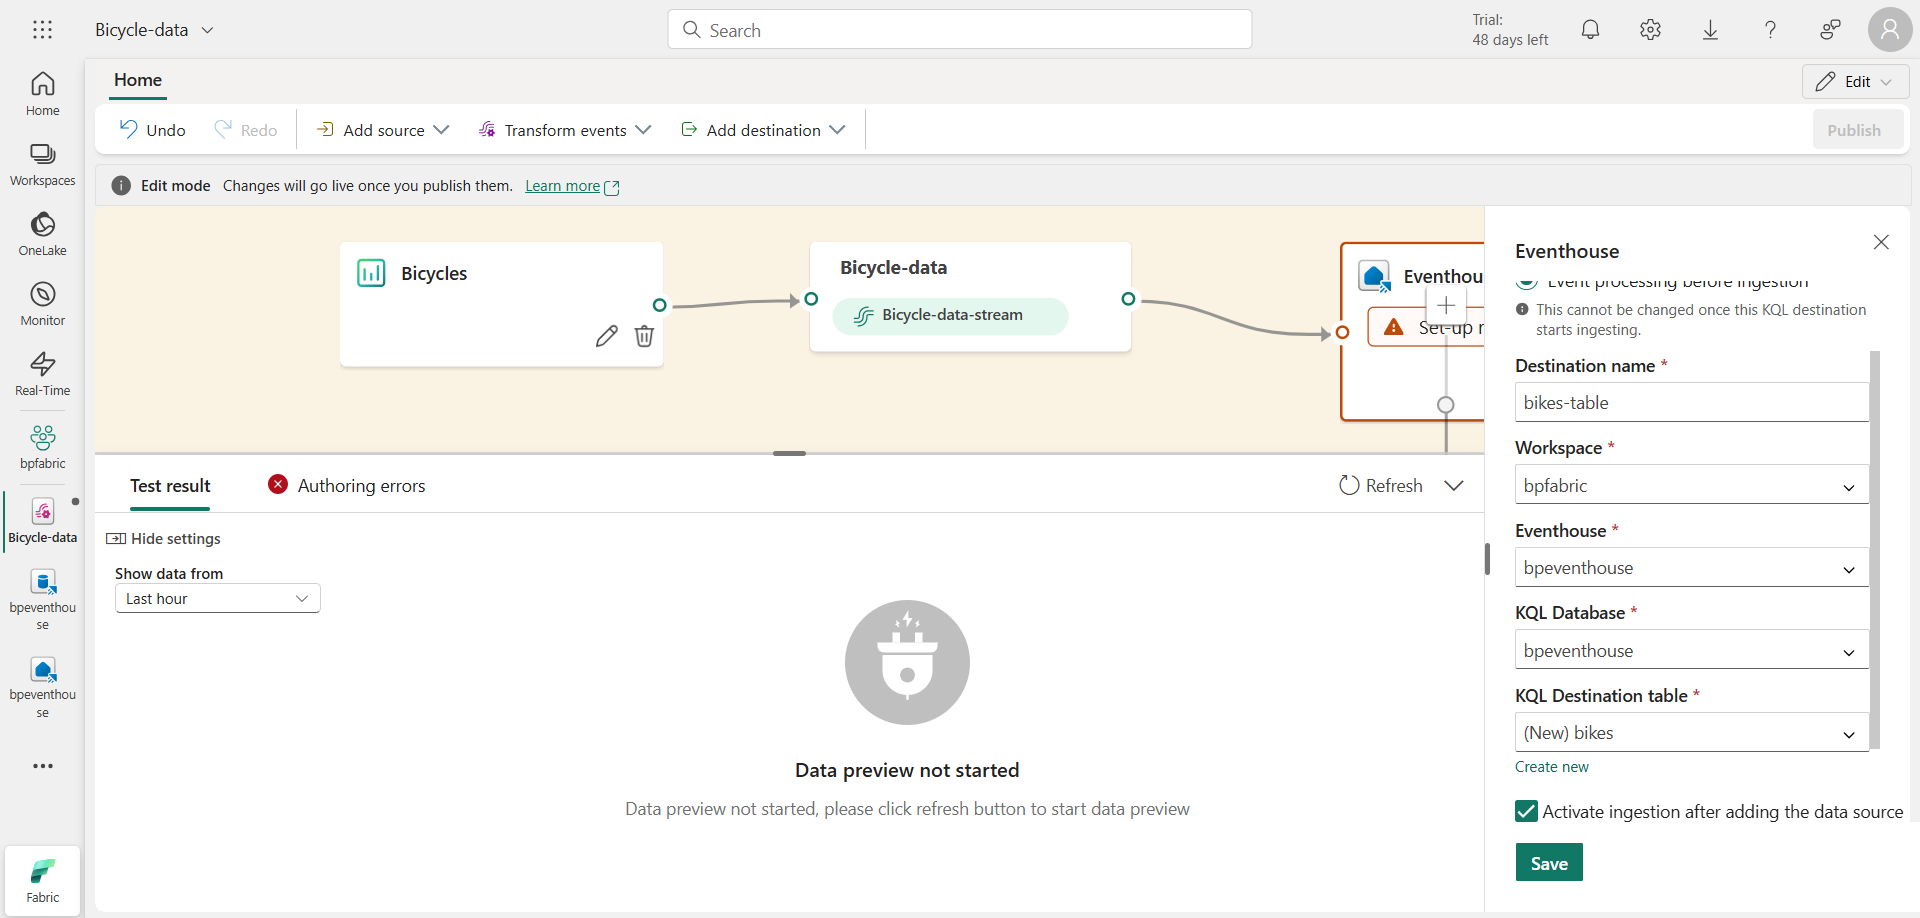 Bicycle-data
Search
Trial:
48 days left
Home
Workspaces
OneLake
Monitor
Real-Time
bpfabric
Bicycle-data
bpeventhou
se
bpeventhou
se
Fabric
Home
Edit
Undo
Redo
Add source
Transform events
Add destination
Publish
Edit mode Changes will go live once you publish them. Learn more
Bicycles
Bicycle-data
Bicycle-data-stream
Eventhou
Set-up r
Test result
Authoring errors
Refresh
Hide settings
Show data from
Last hour
Data preview not started
Data preview not started, please click refresh button to start data preview
Eventhouse
Event processing before ingestion
This cannot be changed once this KQL destination
starts ingesting.
Destination name *
bikes-table
Workspace *
bpfabric
Eventhouse *
bpeventhouse
KQL Database *
bpeventhouse
KQL Destination table *
(New) bikes
Create new
Activate ingestion after adding the data source
Save